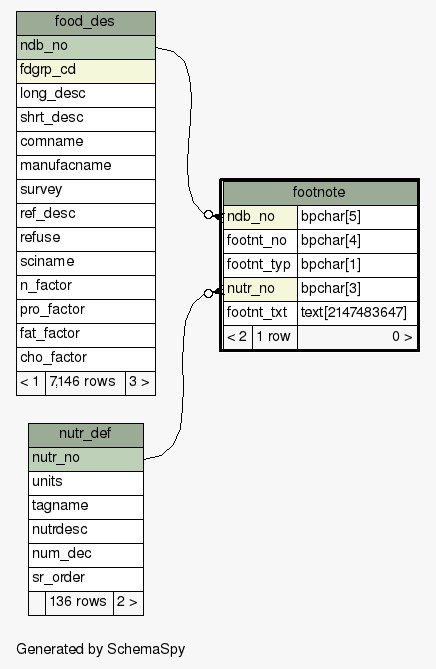 food_des
ndb_no
fdgrp_cd
long_desc
shrt_desc
comname
manufacname
survey
ref_desc
refuse
sciname
n_factor
pro_factor
fat_factor
cho_factor
< 1 7,146 rows 3 >
footnote
ndb_no bpchar[5]
footnt_no bpchar[4]
footnt_typ bpchar[1]
nutr_no bpchar[3]
footnt_txt text[2147483647]
< 2 1 row 0 >
nutr_def
nutr_no
units
tagname
nutrdesc
num_dec
sr_order
136 rows 2 >
Generated by SchemaSpy